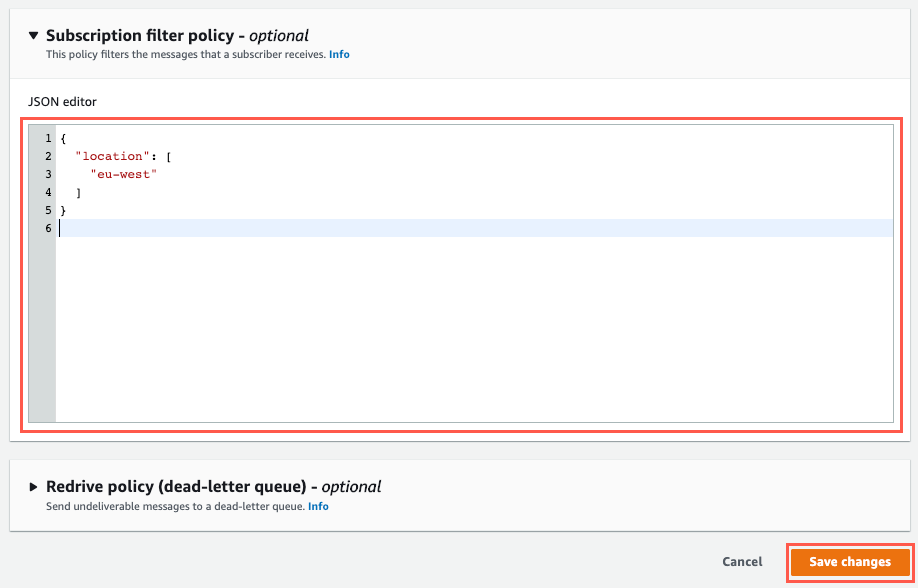 Subscription filter policy - optional
This policy filters the messages that a subscriber receives. Info
JSON editor
1 {
2   "location": [
3     "eu-west"
4   ]
5 }
6
Redrive policy (dead-letter queue) - optional
Send undeliverable messages to a dead-letter queue. Info
Cancel Save changes